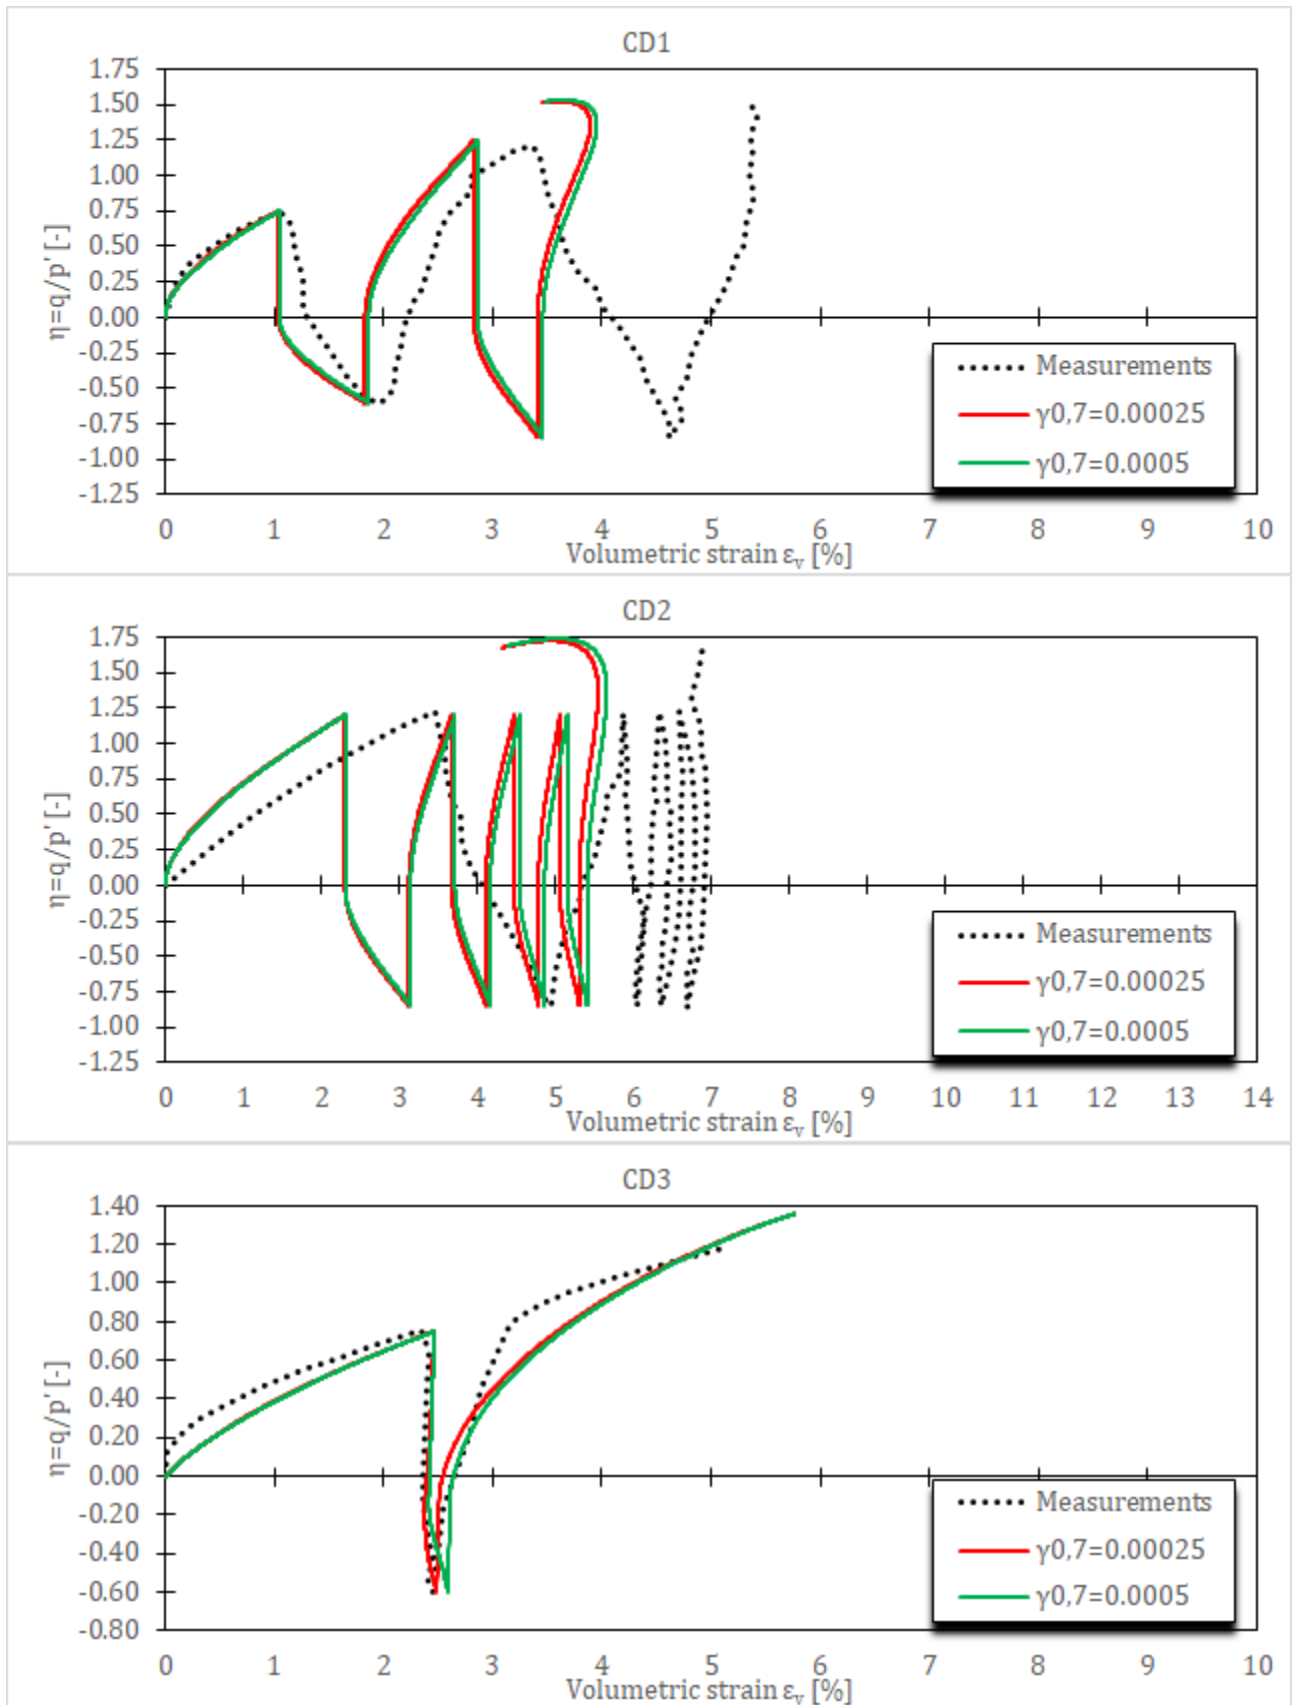 CD1
η=q/p' [-]
1.75
1.50
1.25
1.00
0.75
0.50
0.25
0.00
-0.25
-0.50
-0.75
-1.00
-1.25
Measurements
γ0,7=0.00025
γ0,7=0.0005
0 1 2 3 4 5 6 7 8 9 10
Volumetric strain εv [%]
CD2
η=q/p' [-]
1.75
1.50
1.25
1.00
0.75
0.50
0.25
0.00
-0.25
-0.50
-0.75
-1.00
-1.25
Measurements
γ0,7=0.00025
γ0,7=0.0005
0 1 2 3 4 5 6 7 8 9 10 11 12 13 14
Volumetric strain εv [%]
CD3
η=q/p' [-]
1.40
1.20
1.00
0.80
0.60
0.40
0.20
0.00
-0.20
-0.40
-0.60
-0.80
Measurements
γ0,7=0.00025
γ0,7=0.0005
0 1 2 3 4 5 6 7 8 9 10
Volumetric strain εv [%]